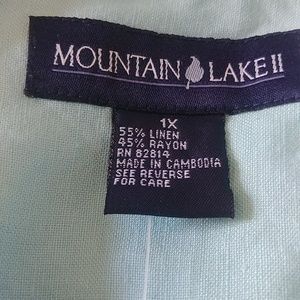 MOUNTAIN LAKE II
1X
55% LINEN
45% RAYON
RN 82814
MADE IN CAMBODIA
SEE REVERSE
FOR CARE